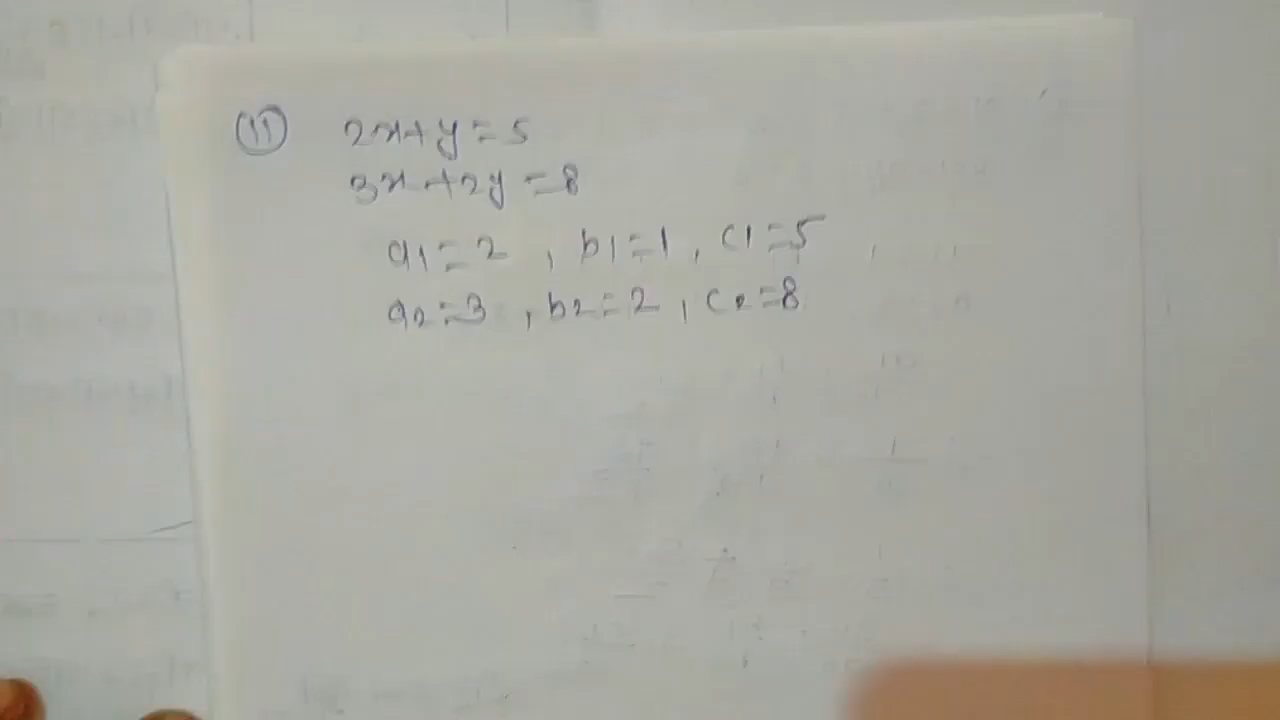 (11) 2x+y=5
3x+2y=8
a1=2, b1=1, c1=5
a2=3, b2=2, c2=8